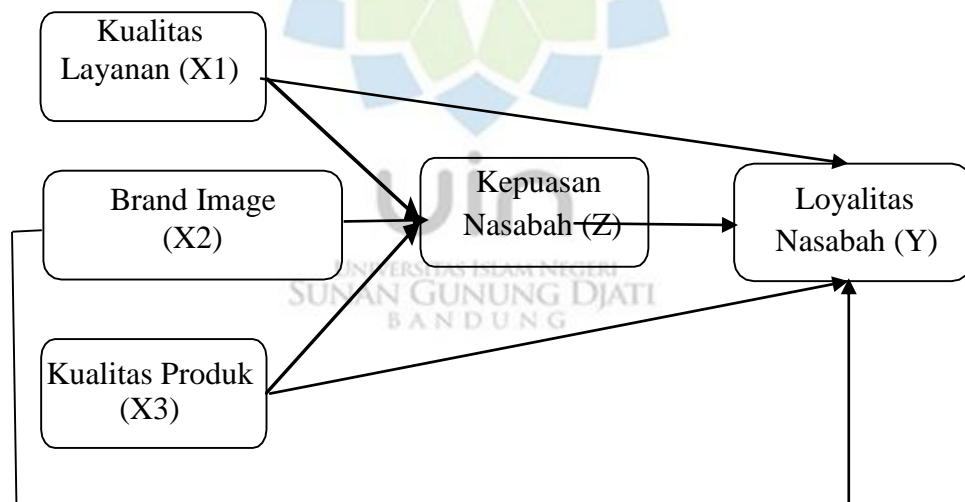 Kualitas
Layanan (X1)
Brand Image
(X2)
Kualitas Produk
(X3)
Kepuasan
Nasabah (Z)
Loyalitas
Nasabah (Y)
uin
UNIVERSITAS ISLAM NEGERI
SUNAN GUNUNG DJATI
BANDUNG